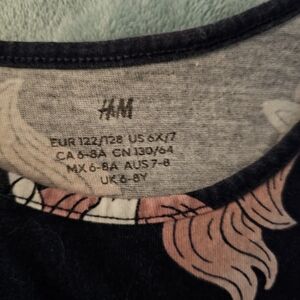 H&M
EUR 122/128 US 6X/7
CA 6-8A CN 130/64
MX 6-8A AUS 7-8
UK 6-8Y